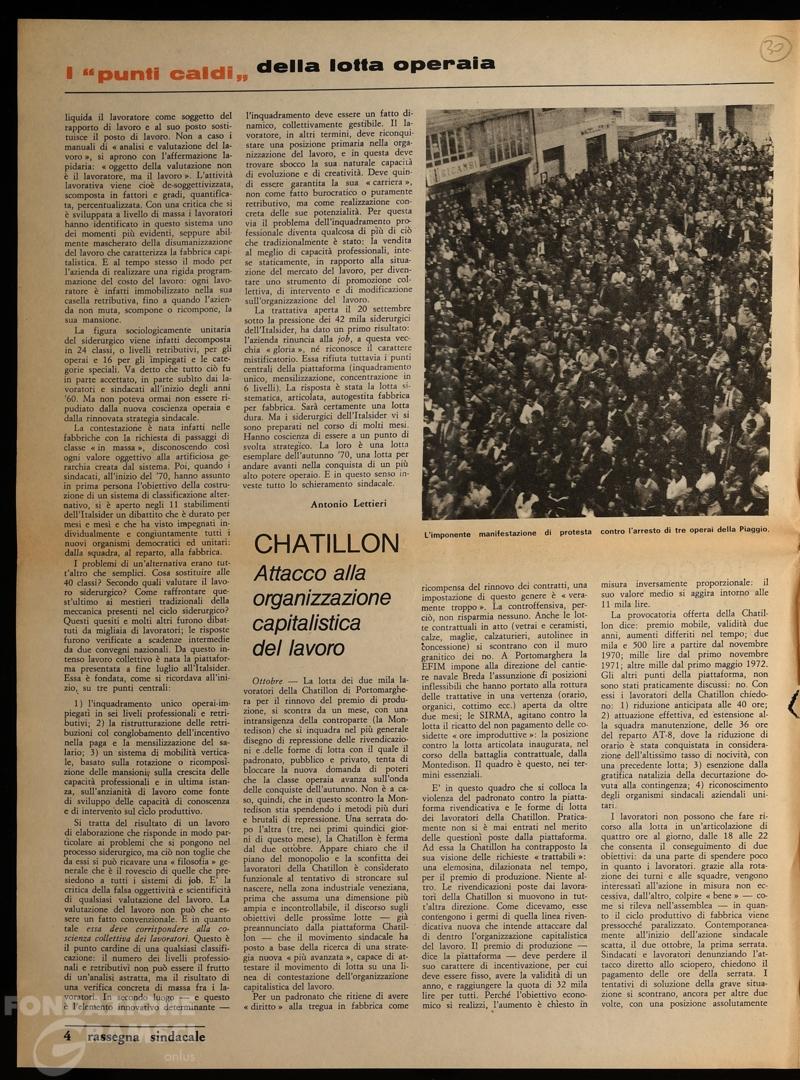 30
I “punti caldi„ della lotta operaia
liquida il lavoratore come soggetto del
rapporto di lavoro e al suo posto sosti-
tuisce il posto di lavoro. Non a caso i
manuali di « analisi e valutazione del la-
voro », si aprono con l'affermazione la-
pidaria: « oggetto della valutazione non
è il lavoratore, ma il lavoro ». L'attività
lavorativa viene cioè de-soggettivizzata,
scomposta in fattori e gradi, quantifica-
ta, percentualizzata. Con una critica che si
è sviluppata a livello di massa i lavoratori
hanno identificato in questo sistema uno
dei momenti più evidenti, seppure abil-
mente mascherato della disumanizzazione
del lavoro che caratterizza la fabbrica capi-
talistica. E al tempo stesso il modo per
l'azienda di realizzare una rigida program-
mazione del costo del lavoro: ogni lavo-
ratore è infatti immobilizzato nella sua
casella retributiva, fino a quando l'azien-
da non muta, scompone o ricompone, la
sua mansione.
La figura sociologicamente unitaria
del siderurgico viene infatti decomposta
in 24 classi, o livelli retributivi, per gli
operai e 16 per gli impiegati e le cate-
gorie speciali. Va detto che tutto ciò fu
in parte accettato, in parte subìto dai la-
voratori e sindacati all'inizio degli anni
'60. Ma non poteva ormai non essere ri-
pudiato dalla nuova coscienza operaia e
dalla rinnovata strategia sindacale.
La contestazione è nata infatti nelle
fabbriche con la richiesta di passaggi di
classe « in massa », disconoscendo così
ogni valore oggettivo alla artificiosa ge-
rarchia creata dal sistema. Poi, quando i
sindacati, all'inizio del '70, hanno assunto
in prima persona l'obiettivo della costru-
zione di un sistema di classificazione alter-
nativo, si è aperto negli 11 stabilimenti
dell'Italsider un dibattito che è durato per
mesi e mesi e che ha visto impegnati in-
dividualmente e congiuntamente tutti i
nuovi organismi democratici ed unitari:
dalla squadra, al reparto, alla fabbrica.
I problemi di un'alternativa erano tut-
t'altro che semplici. Cosa sostituire alle
40 classi? Secondo quali valutare il lavo-
ro siderurgico? Come raffrontare que-
st'ultimo ai mestieri tradizionali della
meccanica presenti nel ciclo siderurgico?
Questi quesiti e molti altri furono dibat-
tuti da migliaia di lavoratori; le risposte
furono verificate a scadenze intermedie
da due convegni nazionali. Da questo in-
tenso lavoro collettivo è nata la piattafor-
ma presentata a fine luglio all'Italsider.
Essa è fondata, come si ricordava all'ini-
zio, su tre punti centrali:
1) l'inquadramento unico operai-im-
piegati in sei livelli professionali e retri-
butivi; 2) la ristrutturazione delle retri-
buzioni col conglobamento dell'incentivo
nella paga e la mensilizzazione del sa-
lario; 3) un sistema di mobilità vertica-
le, basato sulla rotazione o ricomposi-
zione delle mansioni, sulla crescita delle
capacità professionali e in ultima istan-
za, sull'anzianità di lavoro come fonte
di sviluppo delle capacità di conoscenza
e di intervento sul ciclo produttivo.
Si tratta del risultato di un lavoro
di elaborazione che risponde in modo par-
ticolare ai problemi che si pongono nel
processo siderurgico, ma ciò non toglie che
da essi si può ricavare una « filosofia » ge-
nerale che è il rovescio di quelle che pre-
siedono a tutti i sistemi di job. E' la
critica della falsa oggettività e scientificità
di qualsiasi valutazione del lavoro. La
valutazione del lavoro non può che es-
sere un fatto convenzionale. E in quanto
tale essa deve corrispondere alla co-
scienza collettiva dei lavoratori. Questo è
il punto cardine di una qualsiasi classifi-
cazione: il numero dei livelli professio-
nali e retributivi non può essere il frutto
di un'analisi astratta, ma il risultato di
una verifica concreta di massa fra i la-
voratori. In secondo luogo — e questo
è l'elemento innovativo determinante —
l'inquadramento deve essere un fatto di-
namico, collettivamente gestibile. Il la-
voratore, in altri termini, deve riconqui-
stare una posizione primaria nella orga-
nizzazione del lavoro, e in questa deve
trovare sbocco la sua naturale capacità
di evoluzione e di creatività. Deve quin-
di essere garantita la sua « carriera »,
non come fatto burocratico o puramente
retributivo, ma come realizzazione con-
creta delle sue potenzialità. Per questa
via il problema dell'inquadramento pro-
fessionale diventa qualcosa di più di ciò
che tradizionalmente è stato: la vendita
al meglio di capacità professionali, inte-
se staticamente, in rapporto alla situa-
zione del mercato del lavoro, per diven-
tare uno strumento di promozione col-
lettiva, di intervento e di modificazione
sull'organizzazione del lavoro.
La trattativa aperta il 20 settembre
sotto la pressione dei 42 mila siderurgici
dell'Italsider, ha dato un primo risultato:
l'azienda rinuncia alla job, a questa vec-
chia « gloria », né riconosce il carattere
mistificatorio. Essa rifiuta tuttavia i punti
centrali della piattaforma (inquadramento
unico, mensilizzazione, concentrazione in
6 livelli). La risposta è stata la lotta si-
stematica, articolata, autogestita fabbrica
per fabbrica. Sarà certamente una lotta
dura. Ma i siderurgici dell'Italsider vi si
sono preparati nel corso di molti mesi.
Hanno coscienza di essere a un punto di
svolta strategico. La loro è una lotta
esemplare dell'autunno '70, una lotta per
andare avanti nella conquista di un più
alto potere operaio. E in questo senso in-
veste tutto lo schieramento sindacale.
Antonio Lettieri
CHATILLON
Attacco alla
organizzazione
capitalistica
del lavoro
Ottobre — La lotta dei due mila la-
voratori della Chatillon di Portomarghe-
ra per il rinnovo del premio di produ-
zione, si scontra da un mese, con una
intransigenza della controparte (la Mon-
tedison) che si inquadra nel più generale
disegno di repressione delle rivendicazio-
ni e delle forme di lotta con il quale il
padronato, pubblico e privato, tenta di
bloccare la nuova domanda di poteri
che la classe operaia avanza sull'onda
delle conquiste dell'autunno. Non è a ca-
so, quindi, che in questo scontro la Mon-
tedison stia spendendo i metodi più duri
e brutali di repressione. Una serrata do-
po l'altra (tre, nei primi quindici gior-
ni di questo mese), la Chatillon è ferma
dal due ottobre. Appare chiaro che il
piano del monopolio e la sconfitta dei
lavoratori della Chatillon è considerato
funzionale al tentativo di stroncare sul
nascere, nella zona industriale veneziana,
prima che assuma una dimensione più
ampia e incontrollabile, il discorso sugli
obiettivi delle prossime lotte — già
preannunciato dalla piattaforma Chatil-
lon — che il movimento sindacale ha
posto a base della ricerca di una strate-
gia nuova « più avanzata », capace di at-
testare il movimento di lotta su una li-
nea di contestazione dell'organizzazione
capitalistica del lavoro.
Per un padronato che ritiene di avere
« diritto » alla tregua in fabbrica come
RICAMBI
L'imponente manifestazione di protesta contro l'arresto di tre operai della Piaggio.
ricompensa del rinnovo dei contratti, una
impostazione di questo genere è « vera-
mente troppo ». La controffensiva, per-
ciò, non risparmia nessuno. Anche le lot-
te contrattuali in atto (vetrai e ceramisti,
calze, maglie, calzaturieri, autolinee in
concessione) si scontrano con il muro
granitico dei no. A Portomarghera la
EFIM impone alla direzione del cantie-
re navale Breda l'assunzione di posizioni
inflessibili che hanno portato alla rottura
delle trattative in una vertenza (orario,
organici, cottimo ecc.) aperta da oltre
due mesi; le SIRMA, agitando contro la
lotta il ricatto del non pagamento delle co-
sidette « ore improduttive »: la posizione
contro la lotta articolata inaugurata, nel
corso della battaglia contrattuale, dalla
Montedison. Il quadro è questo, nei ter-
mini essenziali.
E' in questo quadro che si colloca la
violenza del padronato contro la piatta-
forma rivendicativa e le forme di lotta
dei lavoratori della Chatillon. Pratica-
mente non si è mai entrati nel merito
delle questioni poste dalla piattaforma.
Ad essa la Chatillon ha contrapposto la
sua visione delle richieste « trattabili »:
una elemosina, dilazionata nel tempo,
per il premio di produzione. Niente al-
tro. Le rivendicazioni poste dai lavora-
tori della Chatillon si muovono in tut-
t'altra direzione. Come dicevamo, esse
contengono i germi di quella linea riven-
dicativa nuova che intende attaccare dal
di dentro l'organizzazione capitalistica
del lavoro. Il premio di produzione —
dice la piattaforma — deve perdere il
suo carattere di incentivazione, per cui
deve essere fisso, avere la validità di un
anno, e raggiungere la quota di 32 mila
lire per tutti. Perché l'obiettivo econo-
mico si realizzi, l'aumento è chiesto in
misura inversamente proporzionale: il
suo valore medio si aggira intorno alle
11 mila lire.
La provocatoria offerta della Chatil-
lon dice: premio mobile, validità due
anni, aumenti differiti nel tempo; due
mila e 500 lire a partire dal novembre
1970; mille lire dal primo novembre
1971; altre mille dal primo maggio 1972.
Gli altri punti della piattaforma, non
sono stati praticamente discussi: no. Con
essi i lavoratori della Chatillon chiedo-
no: 1) riduzione anticipata alle 40 ore;
2) attuazione effettiva, ed estensione al-
la squadra manutenzione, delle 36 ore
del reparto AT-8, dove la riduzione di
orario è stata conquistata in considera-
zione dell'altissimo tasso di nocività, con
una precedente lotta; 3) esenzione dalla
gratifica natalizia della decurtazione do-
vuta alla contingenza; 4) riconoscimento
degli organismi sindacali aziendali uni-
tari.
I lavoratori non possono che fare ri-
corso alla lotta in un'articolazione di
quattro ore al giorno, dalle 18 alle 22
che consenta il conseguimento di due
obiettivi: da una parte di spendere poco
in quanto i lavoratori, grazie alla rota-
zione dei turni e alle squadre, vengono
interessati all'azione in misura non ec-
cessiva, dall'altro, colpire « bene » — co-
me si rileva nell'assemblea — in quan-
to il ciclo produttivo di fabbrica viene
pressocché paralizzato. Contemporanea-
mente all'inizio dell'azione sindacale
scatta, il due ottobre, la prima serrata.
Sindacati e lavoratori denunziando l'at-
tacco diretto allo sciopero, chiedono il
pagamento delle ore della serrata. I
tentativi di soluzione della grave situa-
zione si scontrano, ancora per altre due
volte, con una posizione assolutamente
4 rassegna sindacale
FONDAZIONE
GRAMSCI
onlus